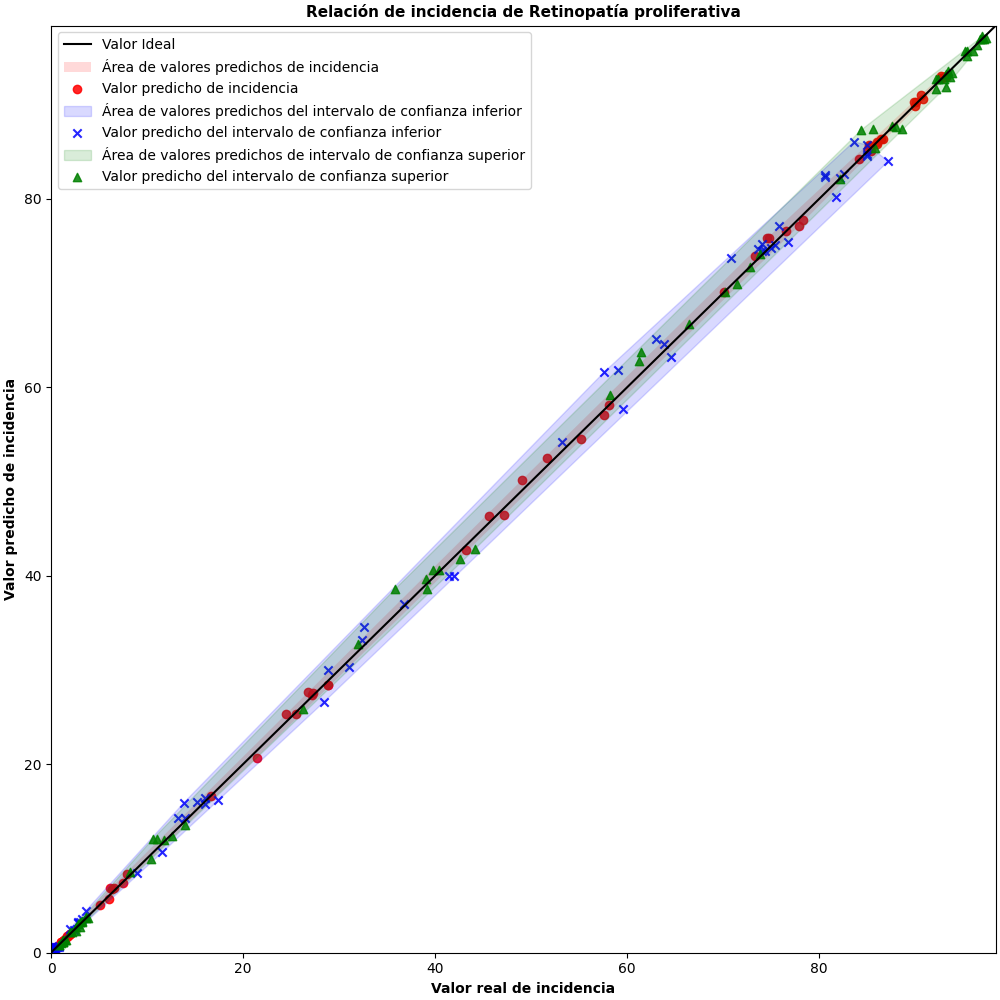 Relación de incidencia de Retinopatía proliferativa
Valor Ideal
Área de valores predichos de incidencia
Valor predicho de incidencia
Área de valores predichos del intervalo de confianza inferior
Valor predicho del intervalo de confianza inferior
Área de valores predichos de intervalo de confianza superior
Valor predicho del intervalo de confianza superior
Valor predicho de incidencia
80
60
40
20
0
0 20 40 60 80
Valor real de incidencia